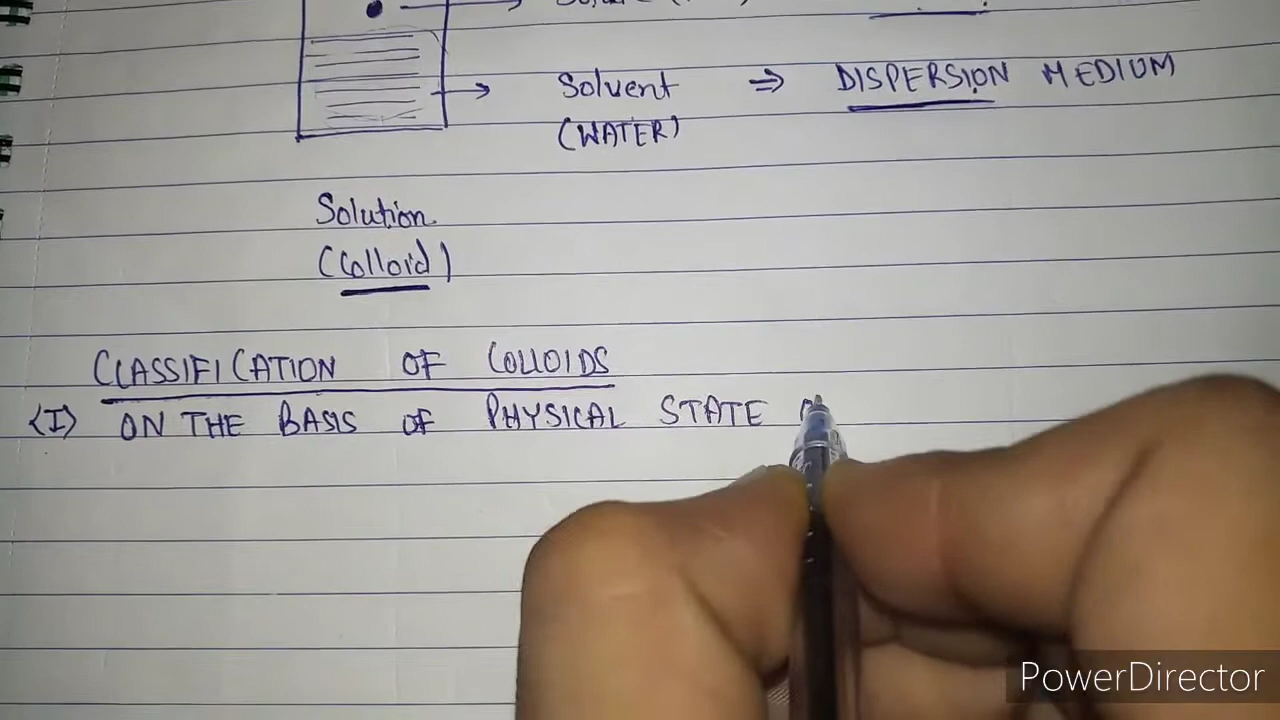 Solvent ⇒ DISPERSION MEDIUM
(WATER)
Solution
(Colloid)
CLASSIFICATION OF COLLOIDS
(I) ON THE BASIS OF PHYSICAL STATE
PowerDirector